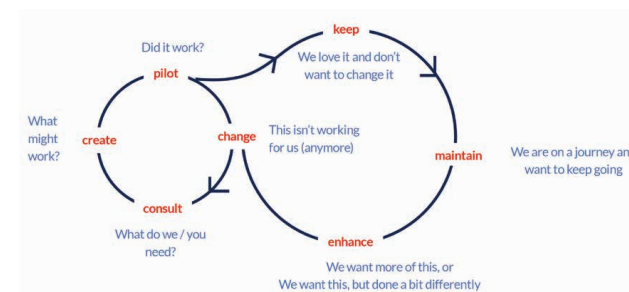 keep
We love it and don't
want to change it
Did it work?
pilot
What
might
work?
create
change
This isn't working
for us (anymore)
maintain
We are on a journey an
want to keep going
consult
What do we / you
need?
enhance
We want more of this, or
We want this, but done a bit differently